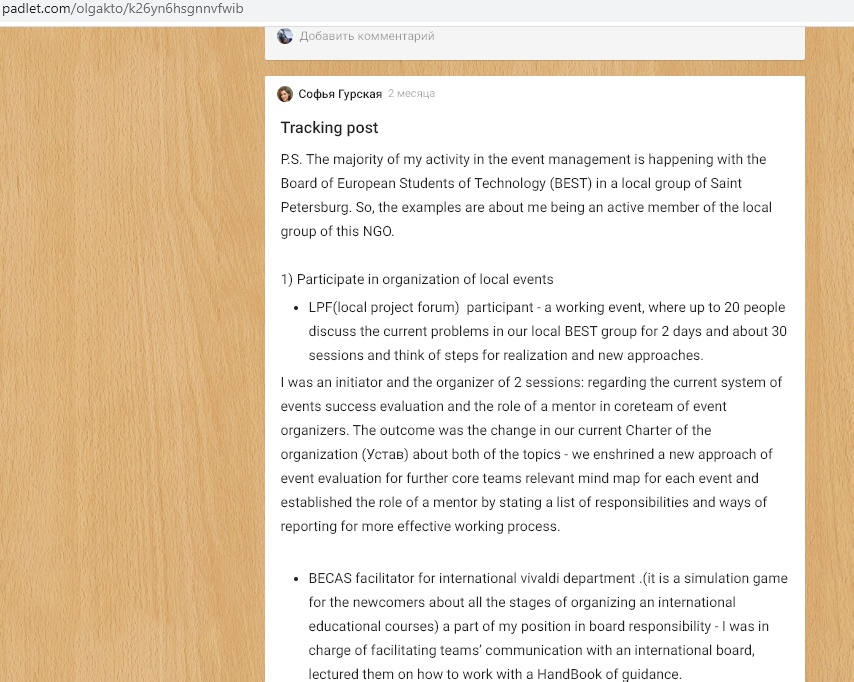 padlet.com/olgakto/k26yn6hsgnnvfwib
Добавить комментарий
Софья Гурская 2 месяца
Tracking post
P.S. The majority of my activity in the event management is happening with the
Board of European Students of Technology (BEST) in a local group of Saint
Petersburg. So, the examples are about me being an active member of the local
group of this NGO.
1) Participate in organization of local events
• LPF(local project forum)  participant - a working event, where up to 20 people
discuss the current problems in our local BEST group for 2 days and about 30
sessions and think of steps for realization and new approaches.
I was an initiator and the organizer of 2 sessions: regarding the current system of
events success evaluation and the role of a mentor in coreteam of event
organizers. The outcome was the change in our current Charter of the
organization (Устав) about both of the topics - we enshrined a new approach of
event evaluation for further core teams relevant mind map for each event and
established the role of a mentor by stating a list of responsibilities and ways of
reporting for more effective working process.
• BECAS facilitator for international vivaldi department .(it is a simulation game
for the newcomers about all the stages of organizing an international
educational courses) a part of my position in board responsibility - I was in
charge of facilitating teams’ communication with an international board,
lectured them on how to work with a HandBook of guidance.